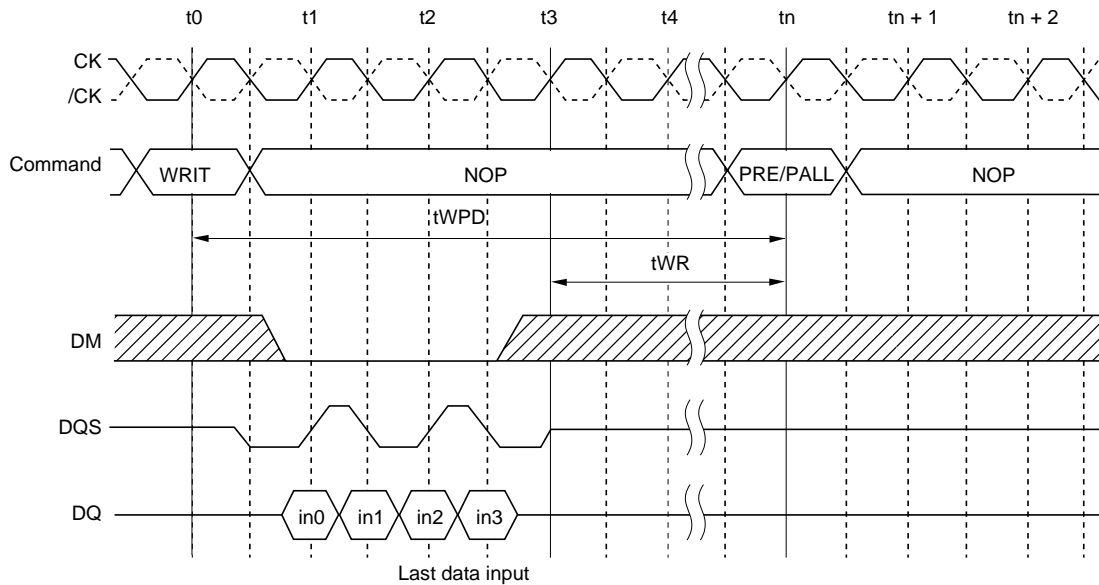 t0 t1 t2 t3 t4 tn tn + 1 tn + 2
CK
/CK
Command WRIT NOP PRE/PALL NOP
tWPD
tWR
DM
DQS
DQ in0 in1 in2 in3
Last data input